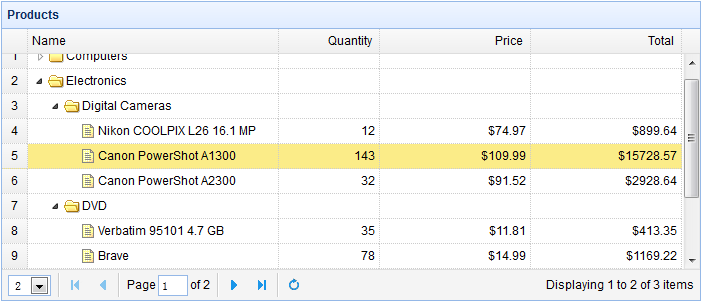 Products
Name Quantity Price Total
1 Computers
2 Electronics
3 Digital Cameras
4 Nikon COOLPIX L26 16.1 MP 12 $74.97 $899.64
5 Canon PowerShot A1300 143 $109.99 $15728.57
6 Canon PowerShot A2300 32 $91.52 $2928.64
7 DVD
8 Verbatim 95101 4.7 GB 35 $11.81 $413.35
9 Brave 78 $14.99 $1169.22
2 Page 1 of 2 Displaying 1 to 2 of 3 items